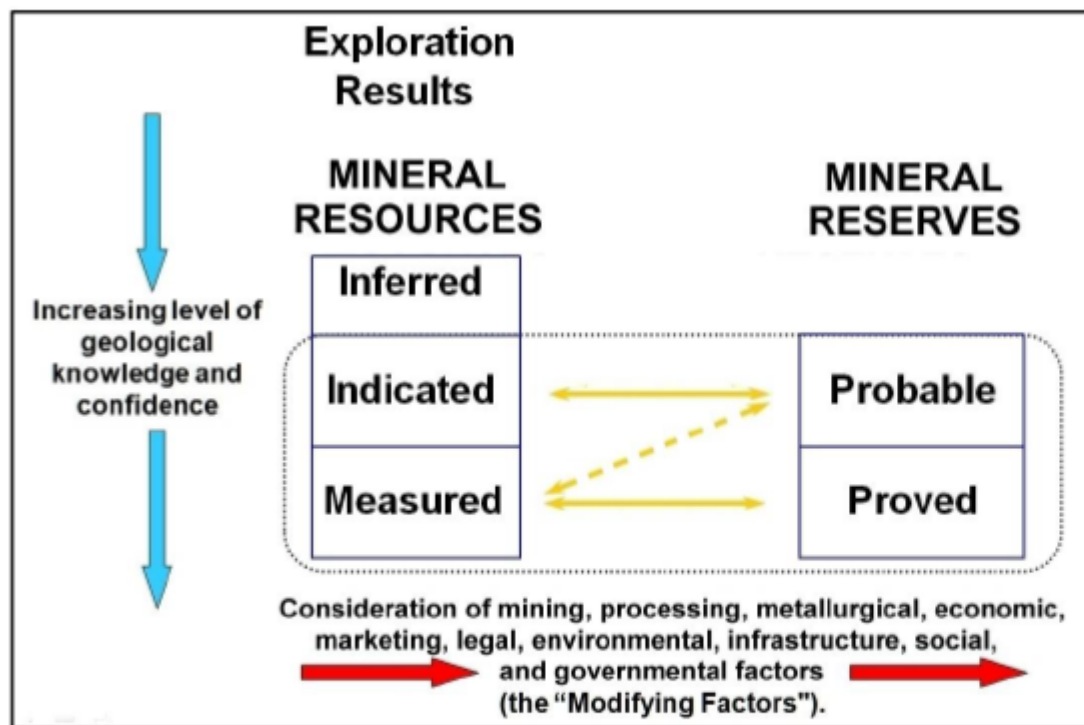 Exploration
Results
MINERAL
RESOURCES
MINERAL
RESERVES
Inferred
Increasing level of
geological
knowledge and
confidence
Indicated
Probable
Measured
Proved
Consideration of mining, processing, metallurgical, economic,
marketing, legal, environmental, infrastructure, social,
and governmental factors
(the “Modifying Factors").